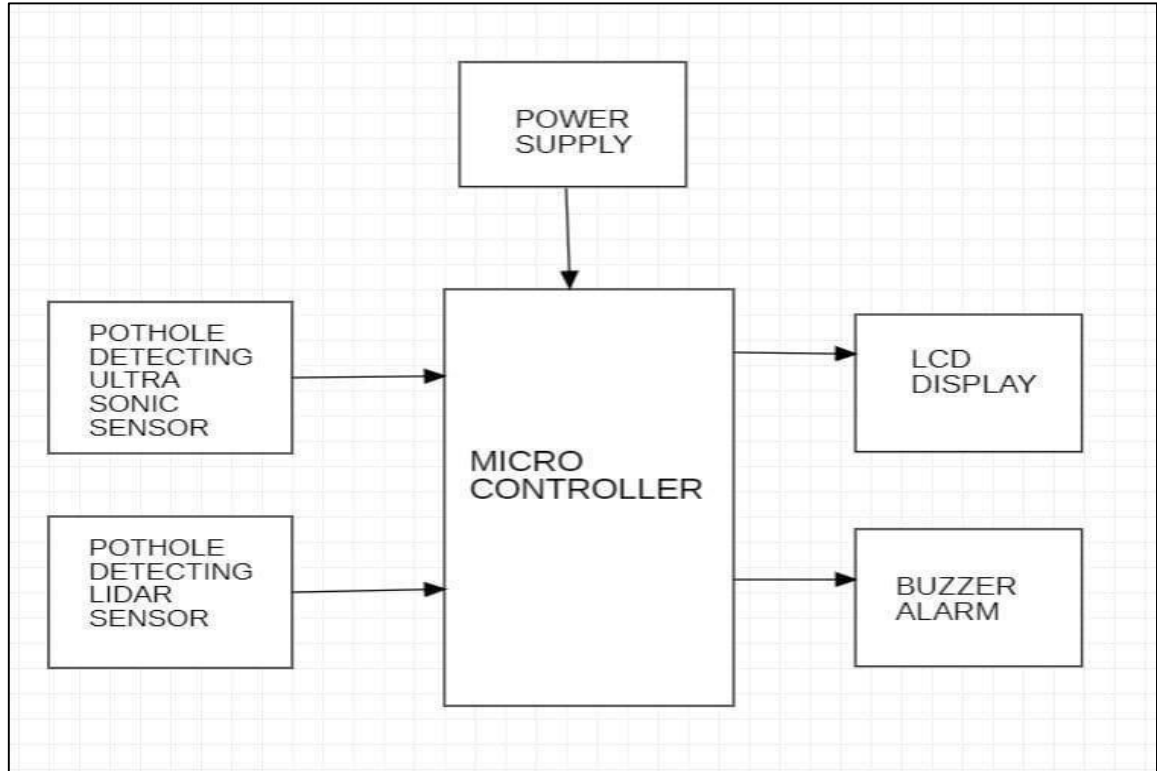 POWER
SUPPLY
POTHOLE
DETECTING
ULTRA
SONIC
SENSOR
MICRO
CONTROLLER
LCD
DISPLAY
POTHOLE
DETECTING
LIDAR
SENSOR
BUZZER
ALARM